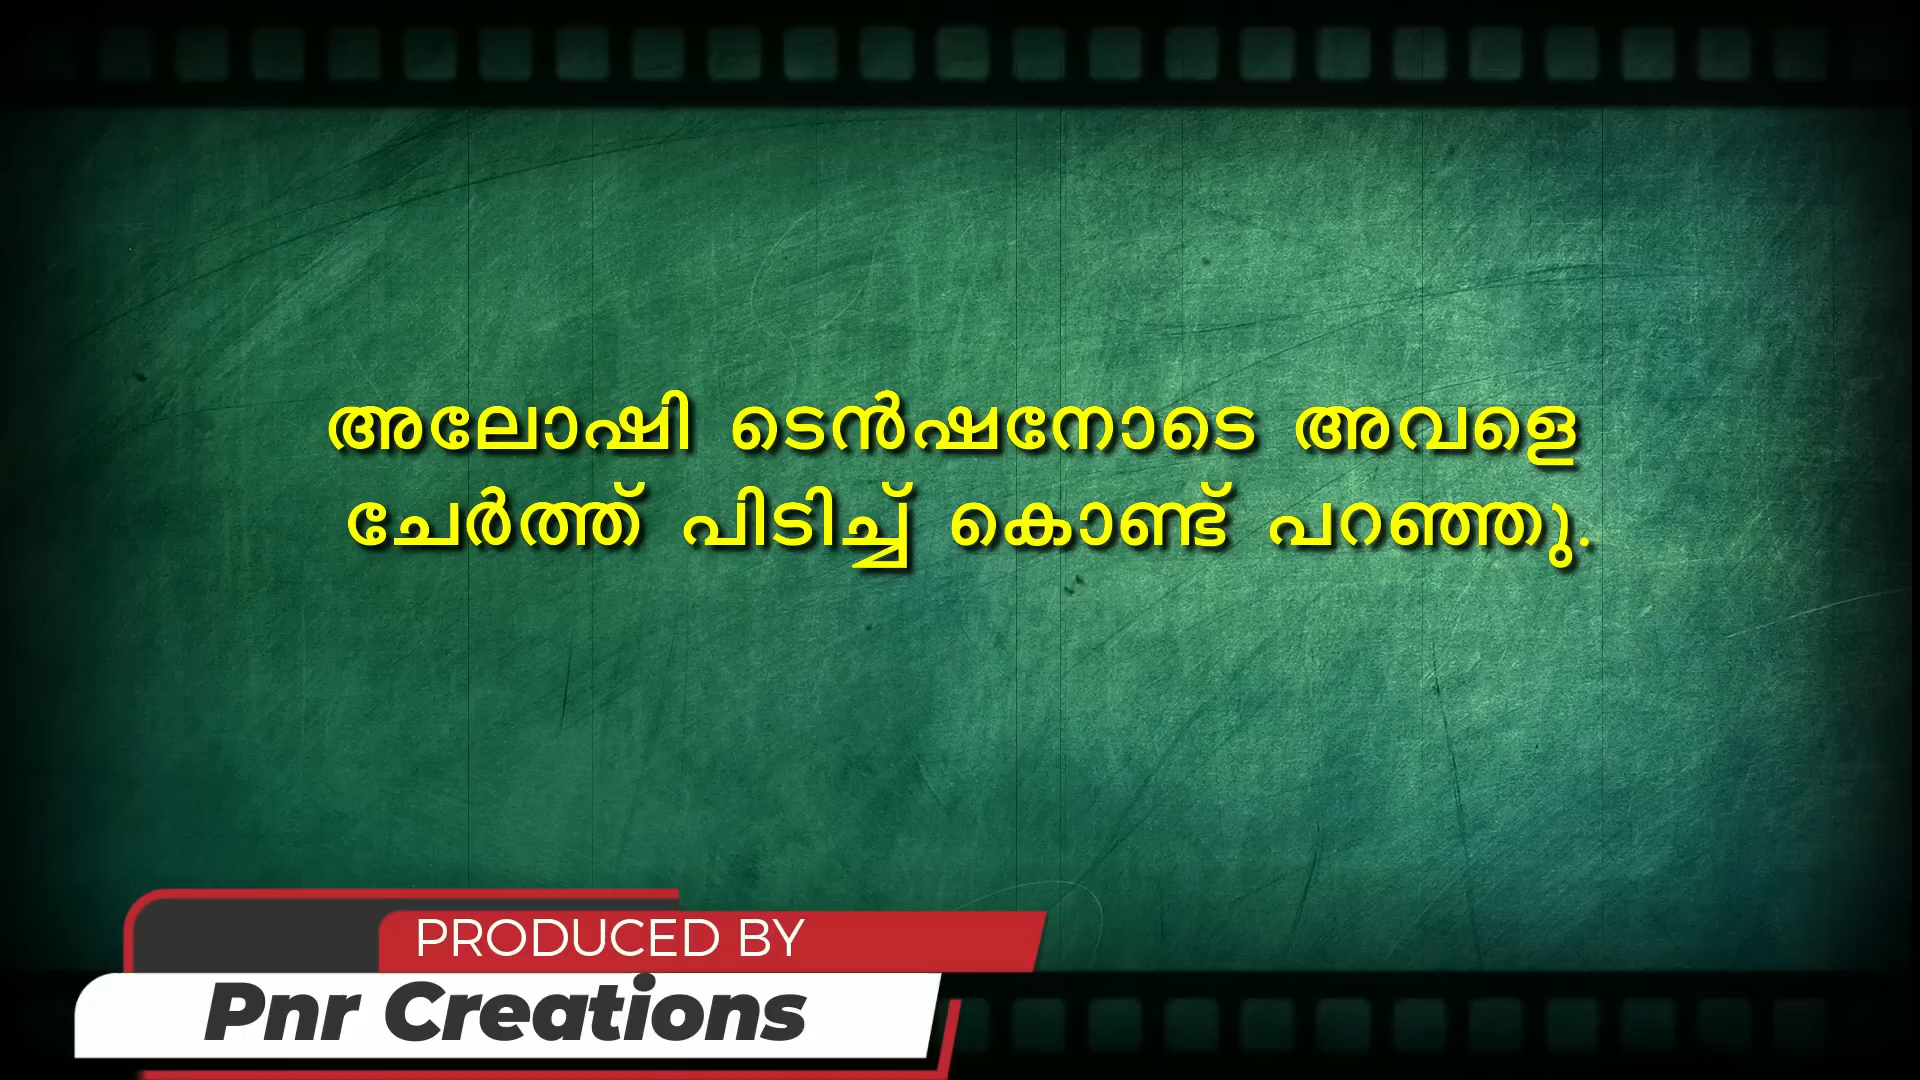 അലോഷി ടെൻഷനോടെ അവളെ
ചേർത്ത് പിടിച്ച് കൊണ്ട് പറഞ്ഞു.
PRODUCED BY
Pnr Creations